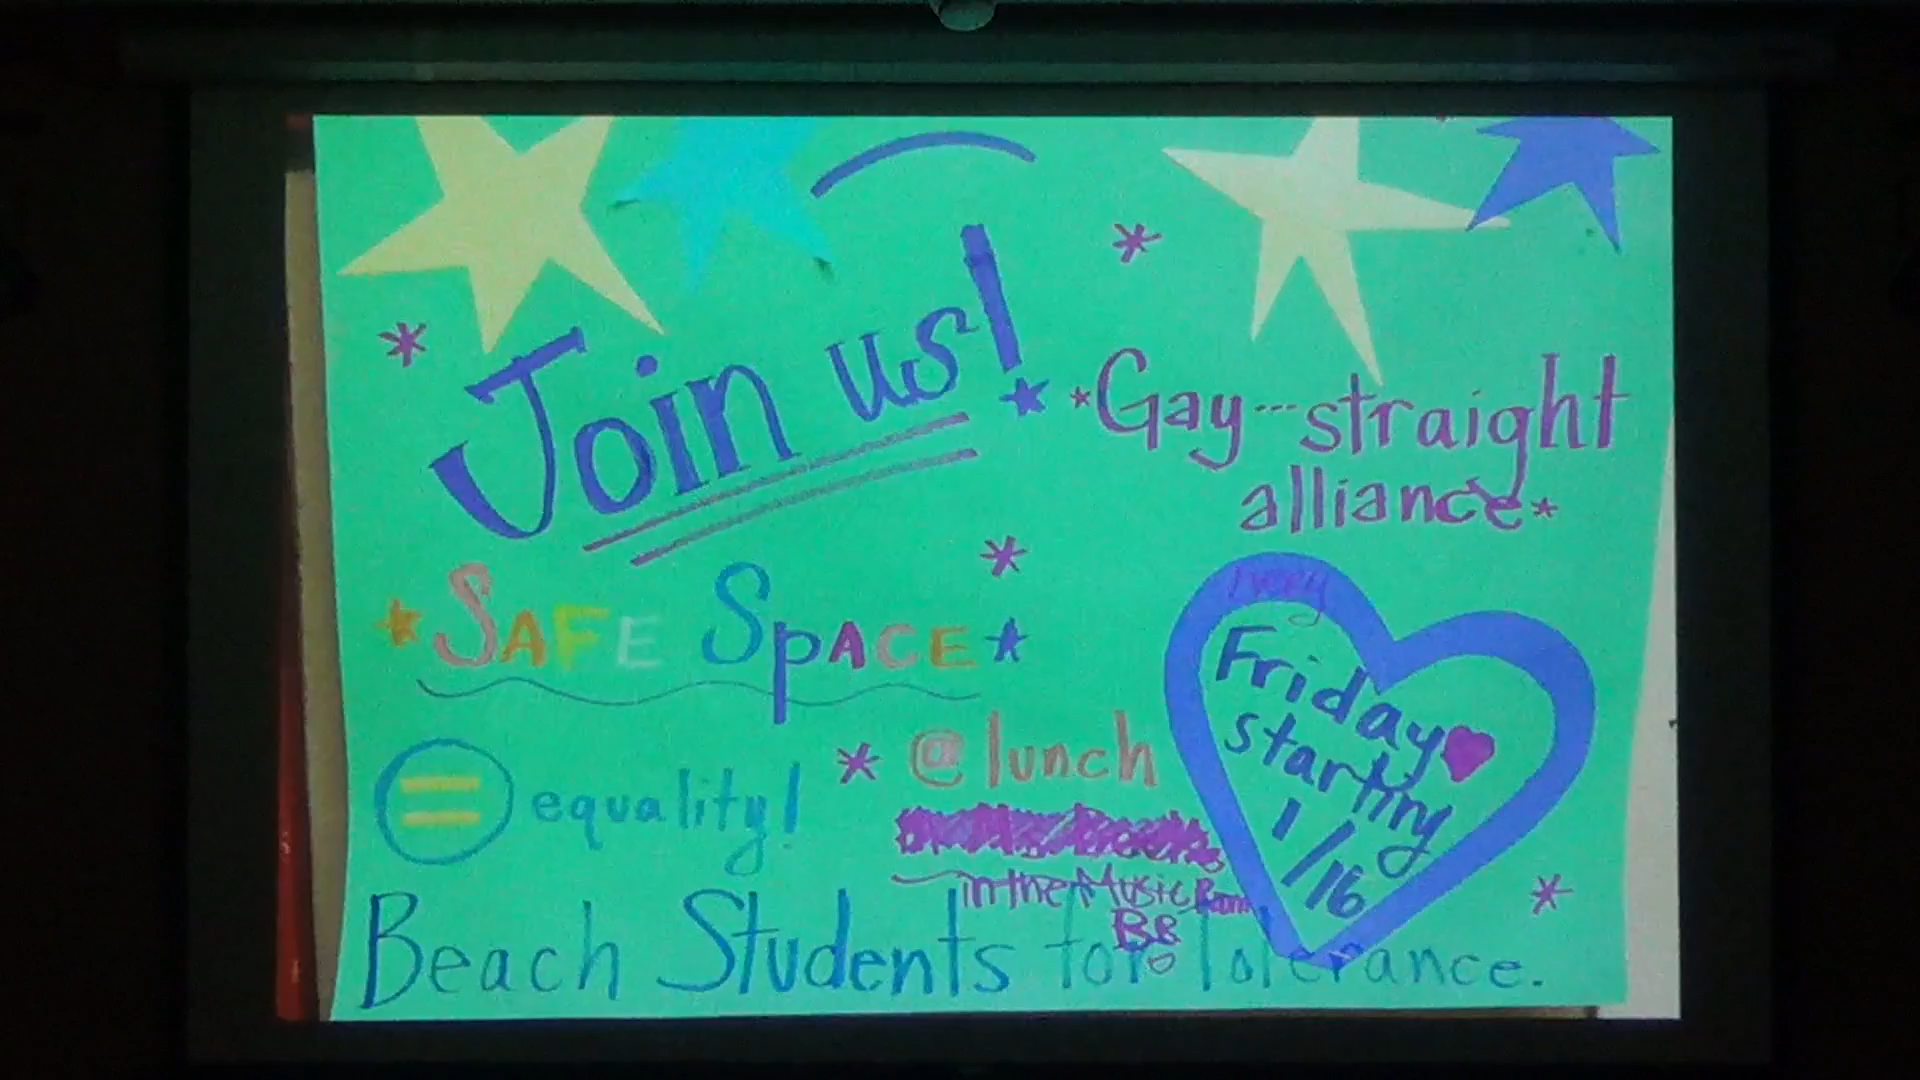 Join us!
*Gay-straight
alliance*
SAFE SPACE
Friday
starting
1/16
= equality!
@ lunch
in the Music Room
B8
Beach Students for Tolerance.